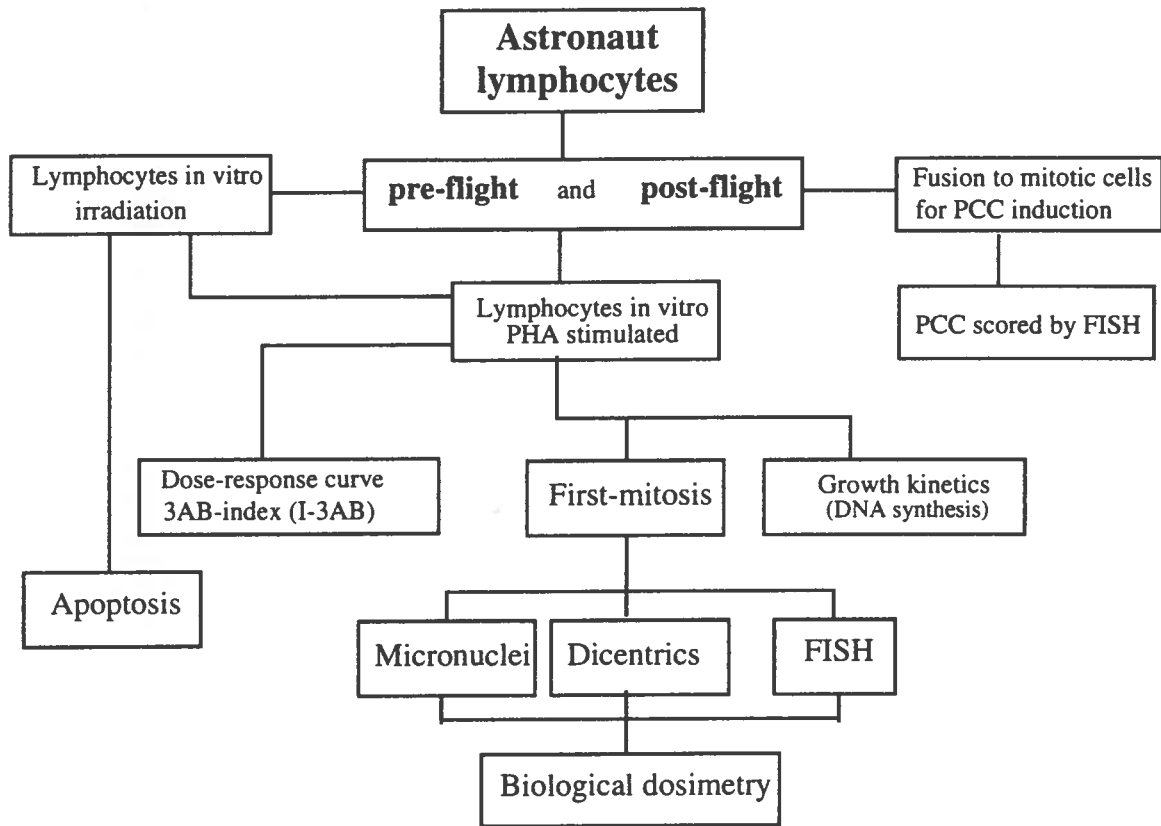 Astronaut
lymphocytes
Lymphocytes in vitro
irradiation
pre-flight and post-flight
Fusion to mitotic cells
for PCC induction
Lymphocytes in vitro
PHA stimulated
PCC scored by FISH
Dose-response curve
3AB-index (I-3AB)
First-mitosis
Growth kinetics
(DNA synthesis)
Apoptosis
Micronuclei
Dicentrics
FISH
Biological dosimetry